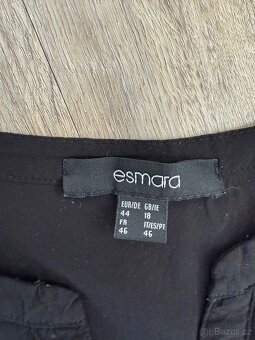 esmara
EUR/DE GB/IE
44 18
FR IT/ES/PT
46 46
Bazos.cz